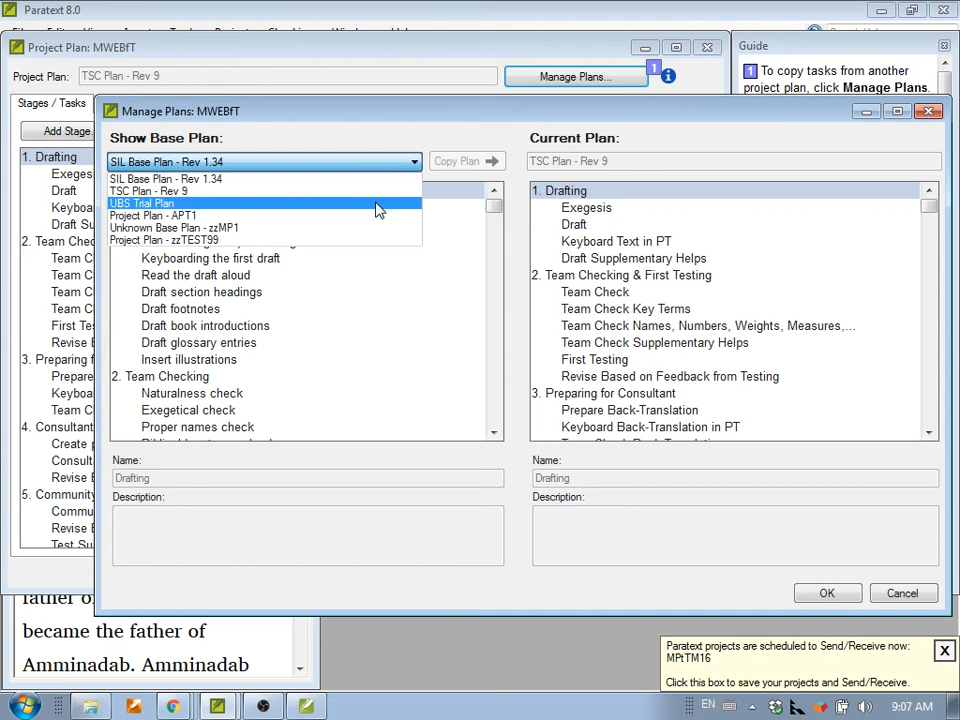 Paratext 8.0
Project Plan: MWEBfT
Guide
Project Plan:
TSC Plan - Rev 9
Manage Plans...
1
1 To copy tasks from another
project plan, click Manage Plans.
Stages / Tasks
Add Stage.
Manage Plans: MWEBfT
Show Base Plan:
Current Plan:
SIL Base Plan - Rev 1.34
Copy Plan
TSC Plan - Rev 9
SIL Base Plan - Rev 1.34
TSC Plan - Rev 9
UBS Trial Plan
Project Plan - APT1
Unknown Base Plan - zzMP1
Project Plan - zzTEST99
Keyboarding the first draft
Read the draft aloud
Draft section headings
Draft footnotes
Draft book introductions
Draft glossary entries
Insert illustrations
2. Team Checking
Naturalness check
Exegetical check
Proper names check
1. Drafting
Exegesis
Draft
Keyboard Text in PT
Draft Supplementary Helps
2. Team Checking & First Testing
Team Check
Team Check Key Terms
Team Check Names, Numbers, Weights, Measures,...
Team Check Supplementary Helps
First Testing
Revise Based on Feedback from Testing
3. Preparing for Consultant
Prepare Back-Translation
Keyboard Back-Translation in PT
1. Drafting
Exeges
Draft
Keybo
Draft Su
2. Team Chec
Team C
Team C
Team C
Team C
First Tes
Revise B
3. Preparing f
Prepare
Keyboa
Team C
4. Consultant
Create p
Consult
Revise B
5. Community
Commu
Revise B
Test Su
Name:
Drafting
Description:
Name:
Drafting
Description:
OK
Cancel
father o
became the father of
Amminadab. Amminadab
Paratext projects are scheduled to Send/Receive now:
MPtTM16
X
Click this box to save your projects and Send/Receive.
EN
9:07 AM